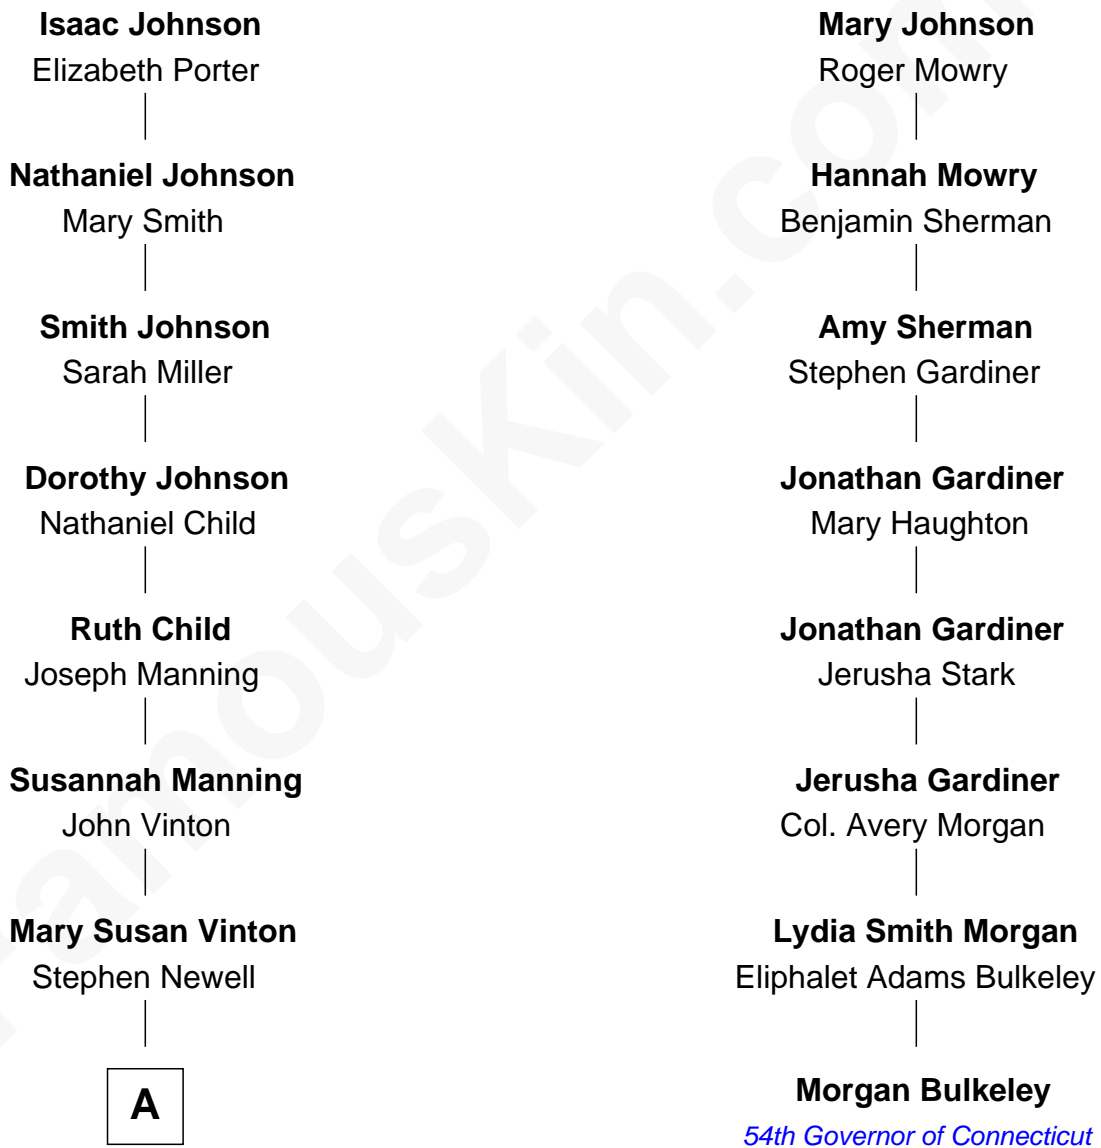 Isaac Johnson
Elizabeth Porter
Nathaniel Johnson
Mary Smith
Smith Johnson
Sarah Miller
Dorothy Johnson
Nathaniel Child
Ruth Child
Joseph Manning
Susannah Manning
John Vinton
Mary Susan Vinton
Stephen Newell
A
Mary Johnson
Roger Mowry
Hannah Mowry
Benjamin Sherman
Amy Sherman
Stephen Gardiner
Jonathan Gardiner
Mary Haughton
Jonathan Gardiner
Jerusha Stark
Jerusha Gardiner
Col. Avery Morgan
Lydia Smith Morgan
Eliphalet Adams Bulkeley
Morgan Bulkeley
54th Governor of Connecticut
FamousKin.com